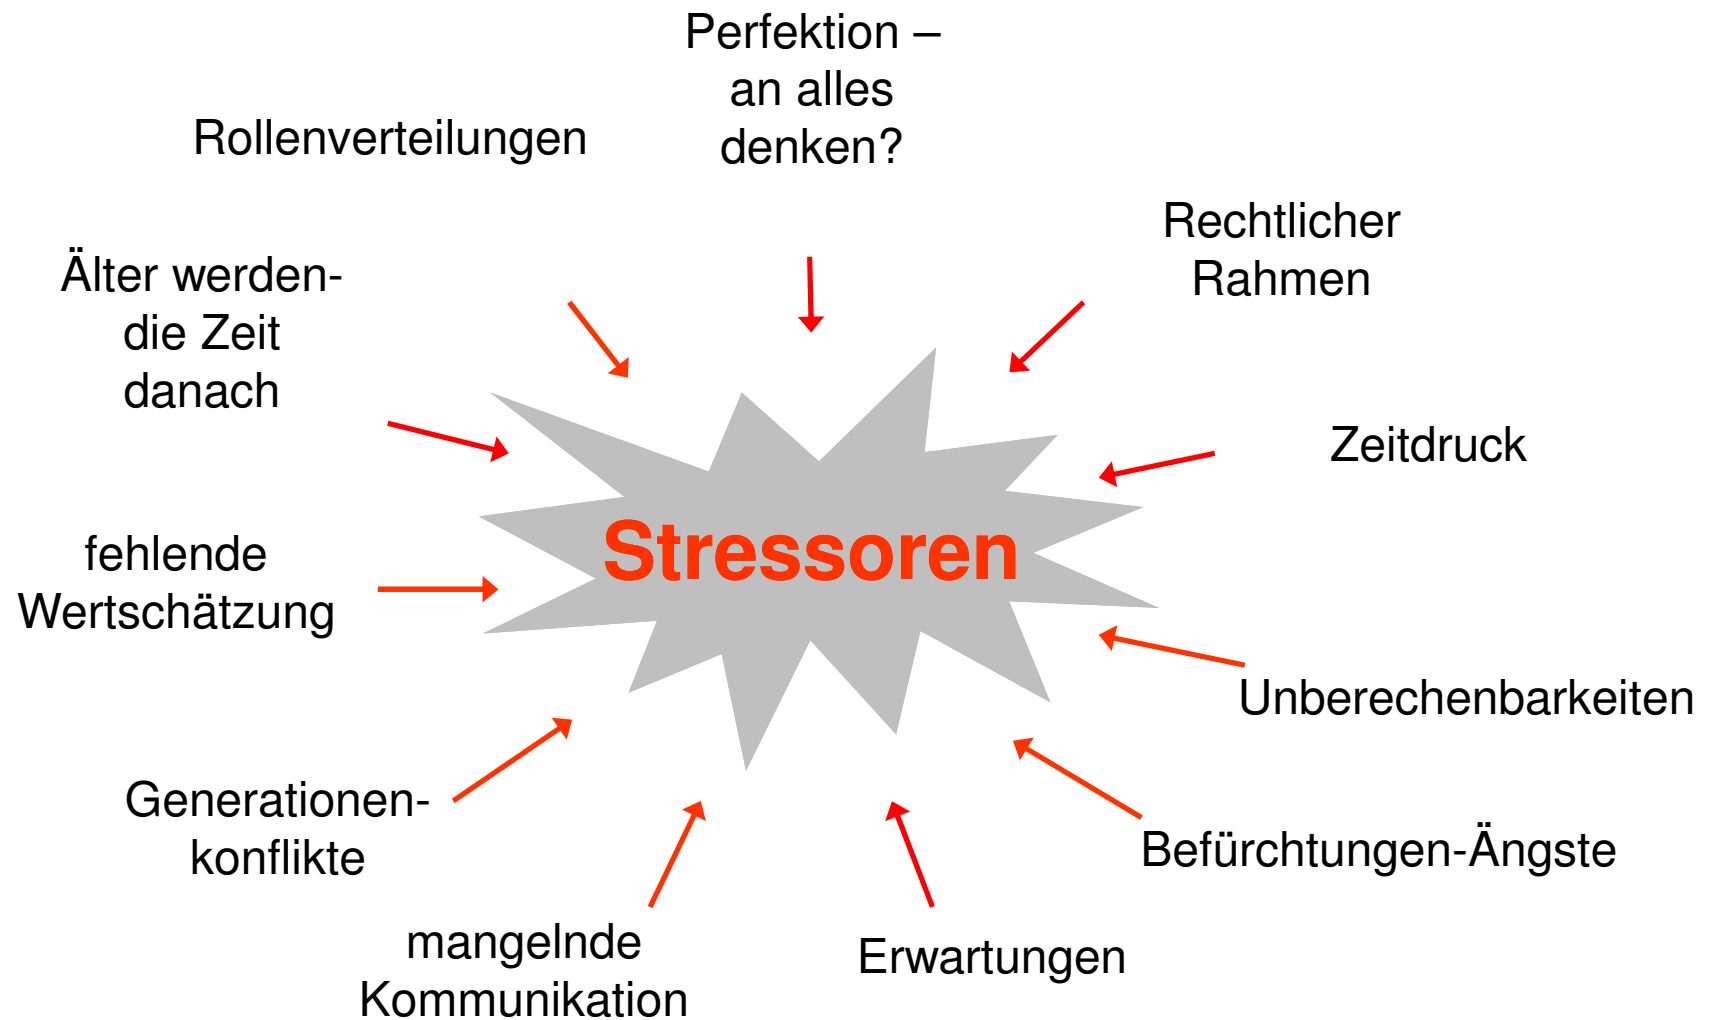 Perfektion –
an alles
denken?
Rollenverteilungen
Rechtlicher
Rahmen
Älter werden-
die Zeit
danach
Zeitdruck
Stressoren
fehlende
Wertschätzung
Unberechenbarkeiten
Generationen-
konflikte
Befürchtungen-Ängste
mangelnde
Kommunikation
Erwartungen